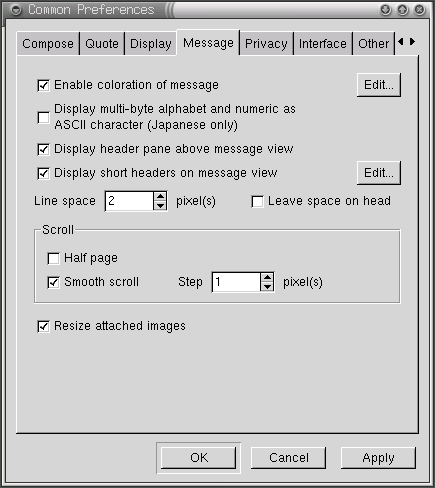 Common Preferences
Compose Quote Display Message Privacy Interface Other
Enable coloration of message Edit...
Display multi-byte alphabet and numeric as
ASCII character (Japanese only)
Display header pane above message view
Display short headers on message view Edit...
Line space 2 pixel(s) Leave space on head
Scroll
Half page
Smooth scroll Step 1 pixel(s)
Resize attached images
OK Cancel Apply